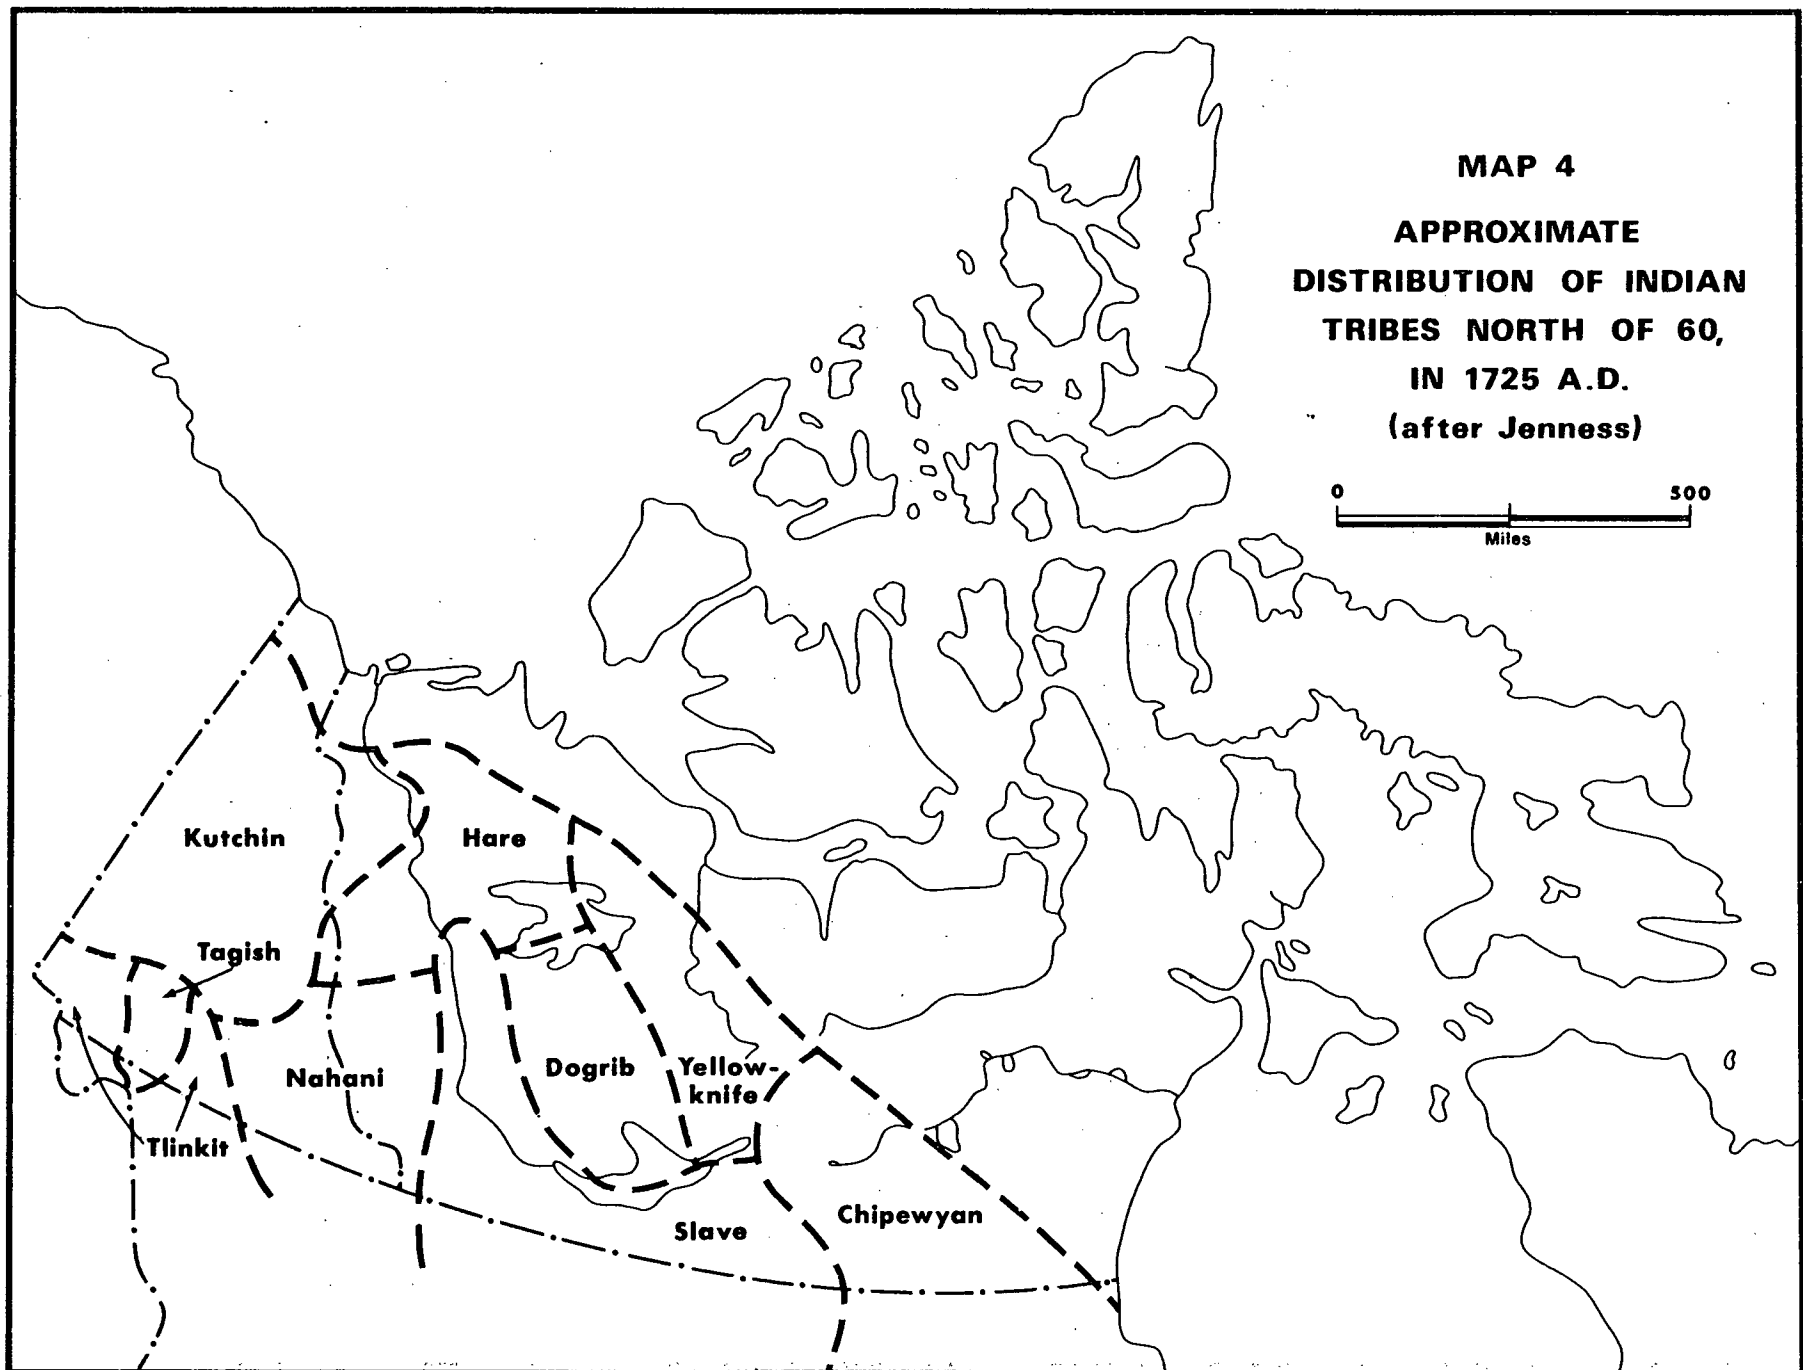 MAP 4
APPROXIMATE
DISTRIBUTION OF INDIAN
TRIBES NORTH OF 60,
IN 1725 A.D.
(after Jenness)
0 500
Miles
Kutchin
Hare
Tagish
Nahani
Dogrib
Yellow-
knife
Tlinkit
Slave
Chipewyan